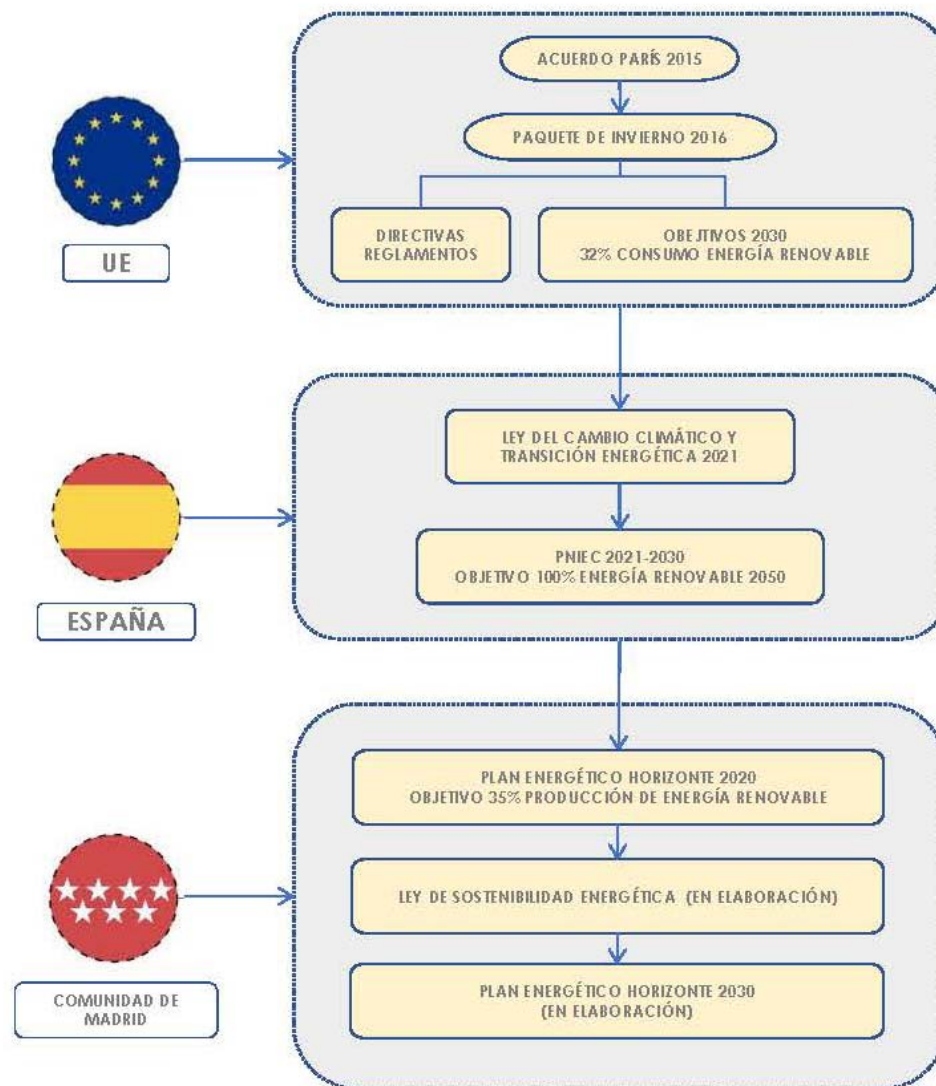 ACUERDO PARÍS 2015
PAQUETE DE INVIERNO 2016
DIRECTIVAS
REGLAMENTOS
OBEJTIVOS 2030
32% CONSUMO ENERGÍA RENOVABLE
UE
LEY DEL CAMBIO CLIMÁTICO Y
TRANSICIÓN ENERGÉTICA 2021
PNIEC 2021-2030
OBJETIVO 100% ENERGÍA RENOVABLE 2050
ESPAÑA
PLAN ENERGÉTICO HORIZONTE 2020
OBJETIVO 35% PRODUCCIÓN DE ENERGÍA RENOVABLE
LEY DE SOSTENIBILIDAD ENERGÉTICA (EN ELABORACIÓN)
PLAN ENERGÉTICO HORIZONTE 2030
(EN ELABORACIÓN)
COMUNIDAD DE
MADRID